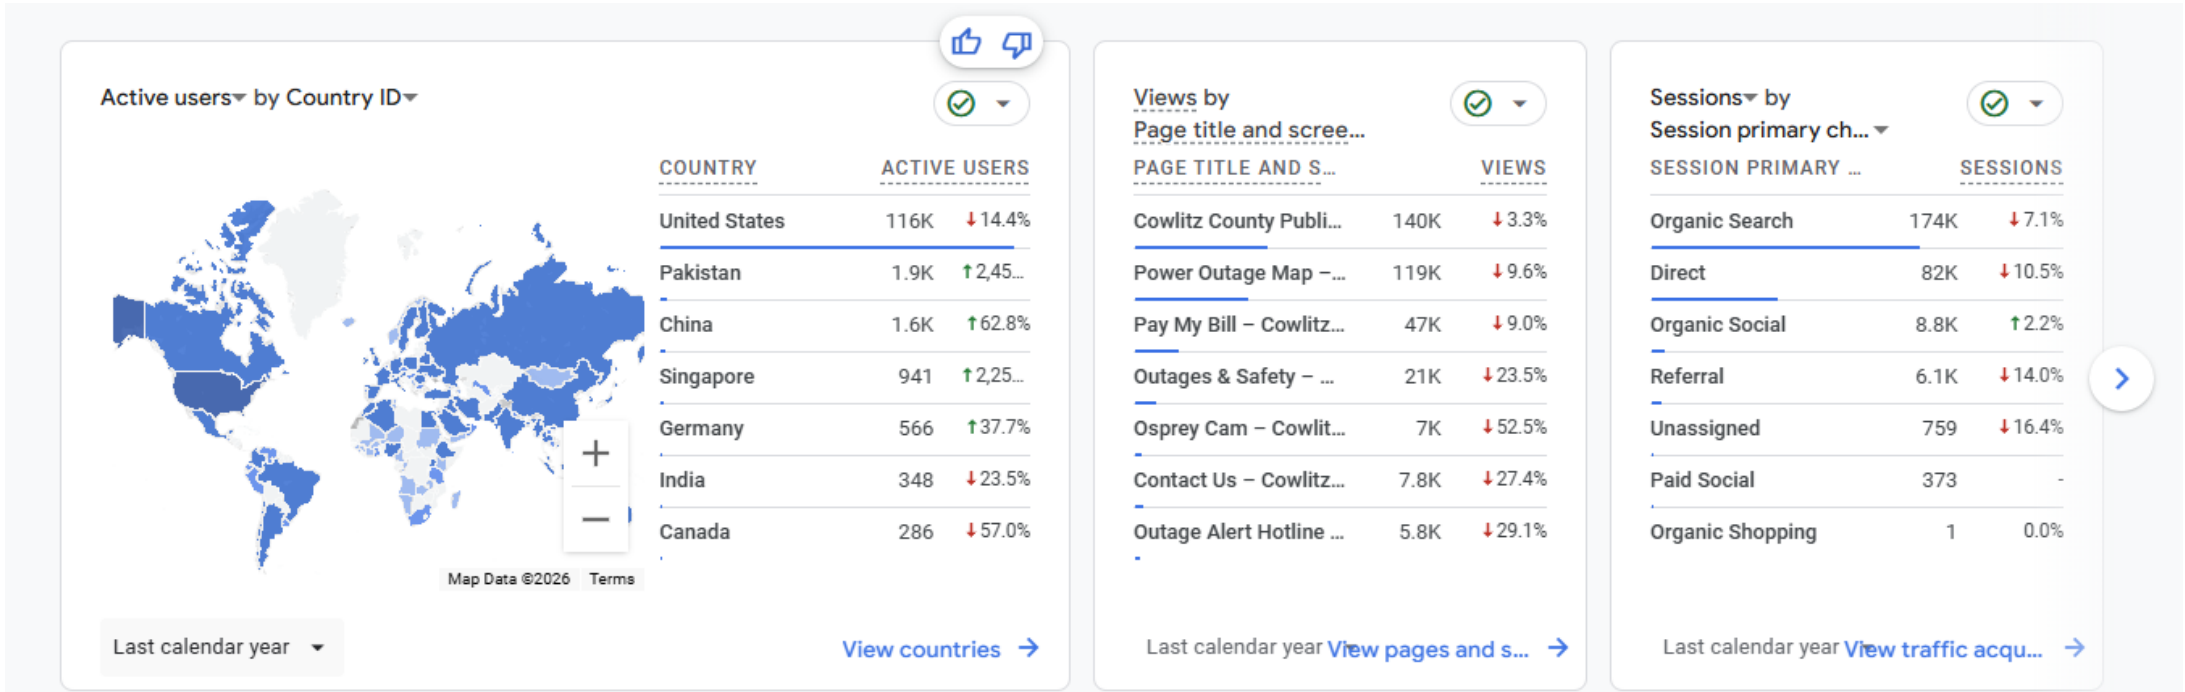 Active users by Country ID
COUNTRY ACTIVE USERS
United States 116K ↓14.4%
Pakistan 1.9K ↑2,45...
China 1.6K ↑62.8%
Singapore 941 ↑2,25...
Germany 566 ↑37.7%
India 348 ↓23.5%
Canada 286 ↓57.0%
Map Data ©2026 Terms
Last calendar year
View countries →
Views by
Page title and scree...
PAGE TITLE AND S... VIEWS
Cowlitz County Publi... 140K ↓3.3%
Power Outage Map –... 119K ↓9.6%
Pay My Bill – Cowlitz... 47K ↓9.0%
Outages & Safety – ... 21K ↓23.5%
Osprey Cam – Cowlit... 7K ↓52.5%
Contact Us – Cowlitz... 7.8K ↓27.4%
Outage Alert Hotline ... 5.8K ↓29.1%
Last calendar year View pages and s... →
Sessions by
Session primary ch...
SESSION PRIMARY ... SESSIONS
Organic Search 174K ↓7.1%
Direct 82K ↓10.5%
Organic Social 8.8K ↑2.2%
Referral 6.1K ↓14.0%
Unassigned 759 ↓16.4%
Paid Social 373 -
Organic Shopping 1 0.0%
Last calendar year View traffic acqu... →